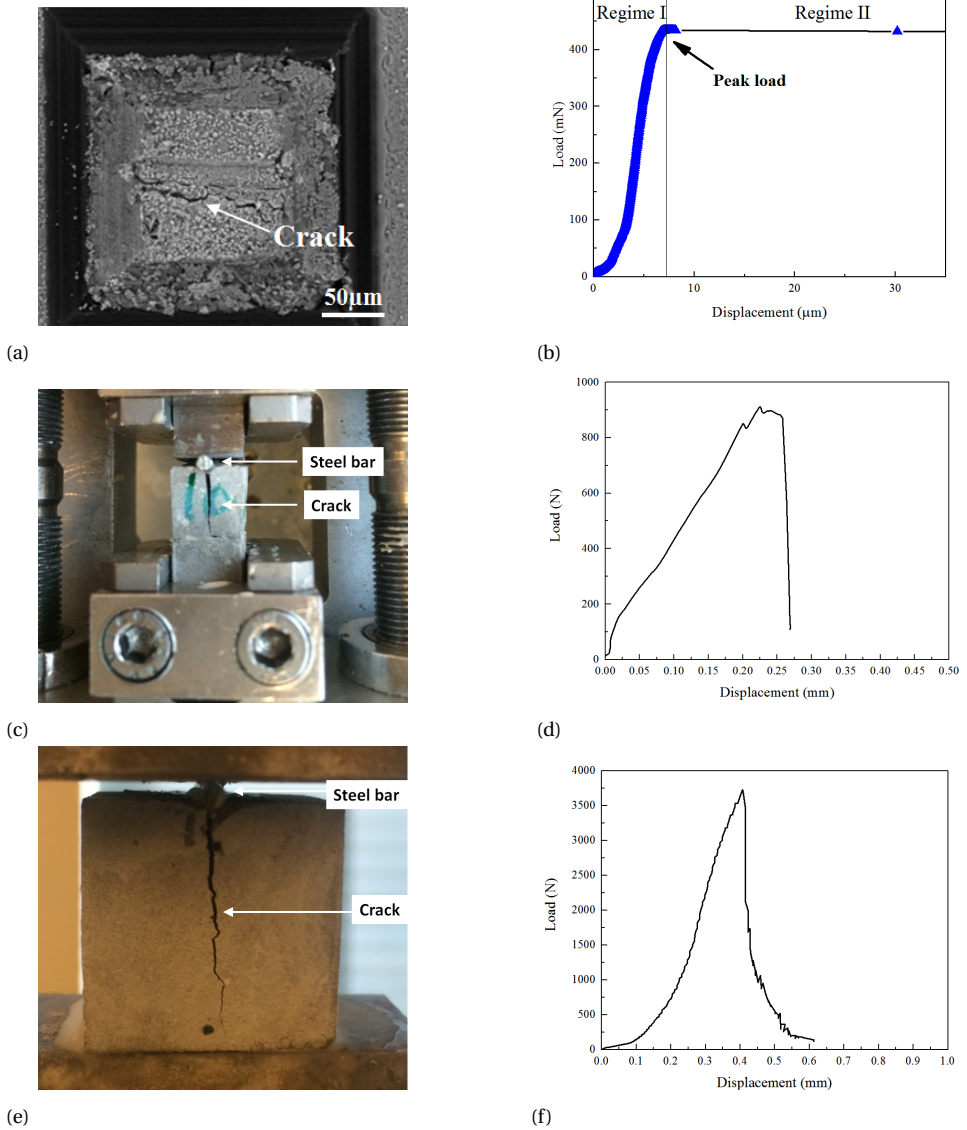 Crack
50µm
(a)
Regime I
Regime II
Peak load
Load (mN)
400
300
200
100
0
0
10
20
30
Displacement (µm)
(b)
Steel bar
Crack
10
(c)
1000
800
600
400
200
0
Load (N)
0.00 0.05 0.10 0.15 0.20 0.25 0.30 0.35 0.40 0.45 0.50
Displacement (mm)
(d)
Steel bar
Crack
(e)
4000
3500
3000
2500
2000
1500
1000
500
0
Load (N)
0.0 0.1 0.2 0.3 0.4 0.5 0.6 0.7 0.8 0.9 1.0
Displacement (mm)
(f)